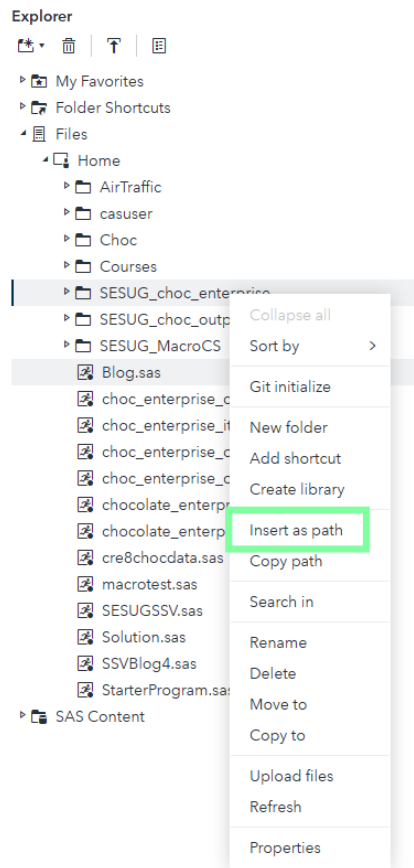 Explorer
My Favorites
Folder Shortcuts
Files
Home
AirTraffic
casuser
Choc
Courses
SESUG_choc_enterprise
SESUG_choc_outp
SESUG_MacroCS
Blog.sas
choc_enterprise_c
choc_enterprise_it
choc_enterprise_c
choc_enterprise_c
chocolate_enterpr
chocolate_enterp
cre8chocdata.sas
macrotest.sas
SESUGSSV.sas
Solution.sas
SSVBlog4.sas
StarterProgram.sas
SAS Content
Collapse all
Sort by
Git initialize
New folder
Add shortcut
Create library
Insert as path
Copy path
Search in
Rename
Delete
Move to
Copy to
Upload files
Refresh
Properties